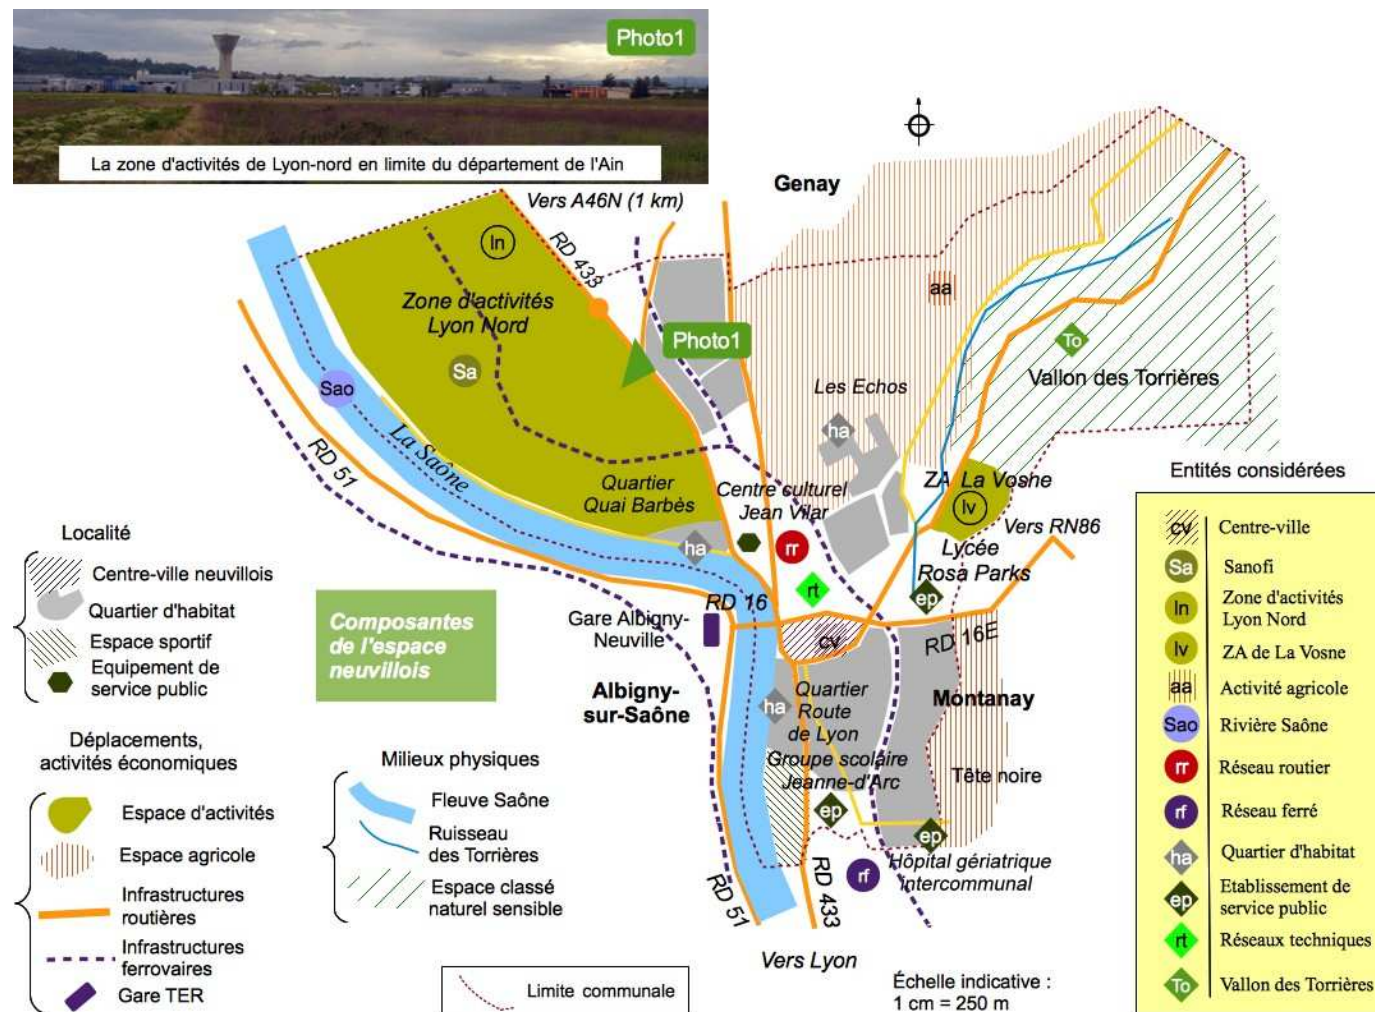 Photo1
La zone d'activités de Lyon-nord en limite du département de l'Ain
Genay
Vers A46N (1 km)
RD 433
ln
Zone d'activités
Lyon Nord
Photo1
aa
To
Vallon des Torrières
Sa
Sao
La Saône
RD 51
Les Echos
ha
Quartier
Quai Barbès
Centre culturel
Jean Vilar
ZA La Vosne
lv
Vers RN86
ha
rr
Lycée
Rosa Parks
rt
ep
RD 16
Gare Albigny-
Neuville
cv
RD 16E
Albigny-
sur-Saône
ha
Quartier
Route
de Lyon
Montanay
Groupe scolaire
Jeanne-d'Arc
Tête noire
ep
ep
Hôpital gériatrique
intercommunal
rf
RD 51
RD 433
Vers Lyon
Échelle indicative :
1 cm = 250 m
Composantes
de l'espace
neuvillois
Localité
Centre-ville neuvillois
Quartier d'habitat
Espace sportif
Equipement de
service public
Déplacements,
activités économiques
Espace d'activités
Espace agricole
Infrastructures
routières
Infrastructures
ferrovaires
Gare TER
Milieux physiques
Fleuve Saône
Ruisseau
des Torrières
Espace classé
naturel sensible
Limite communale
Entités considérées
cv Centre-ville
Sa Sanofi
ln Zone d'activités
Lyon Nord
lv ZA de La Vosne
aa Activité agricole
Sao Rivière Saône
rr Réseau routier
rf Réseau ferré
ha Quartier d'habitat
ep Etablissement de
service public
rt Réseaux techniques
To Vallon des Torrières